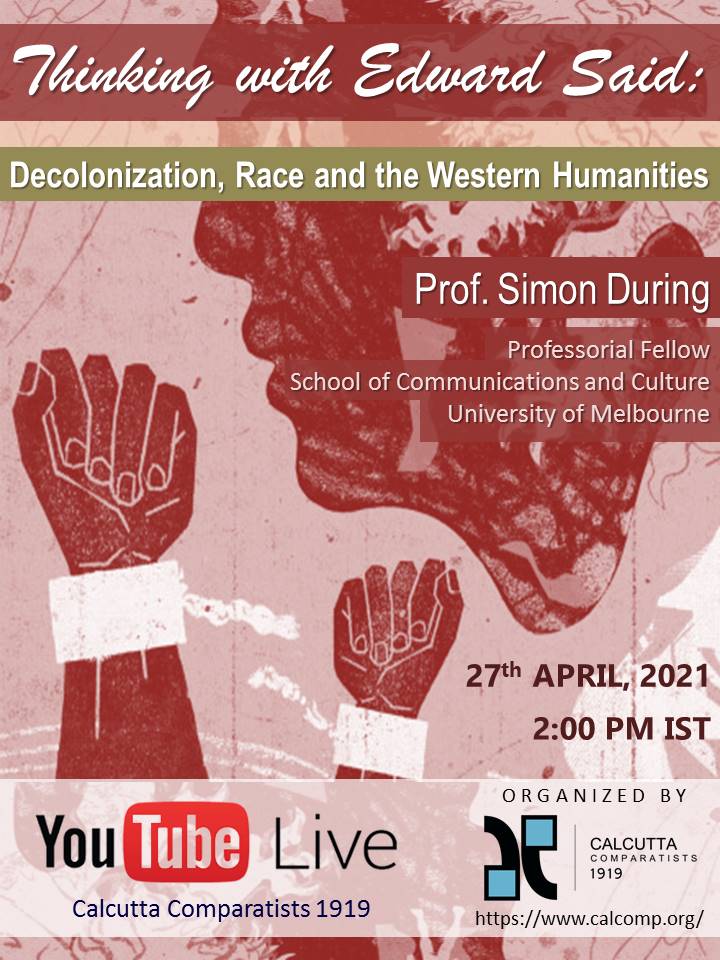 Thinking with Edward Said:
Decolonization, Race and the Western Humanities
Prof. Simon During
Professorial Fellow
School of Communications and Culture
University of Melbourne
27th APRIL, 2021
2:00 PM IST
YouTube Live
Calcutta Comparatists 1919
ORGANIZED BY
CALCUTTA
COMPARATISTS
1919
https://www.calcomp.org/